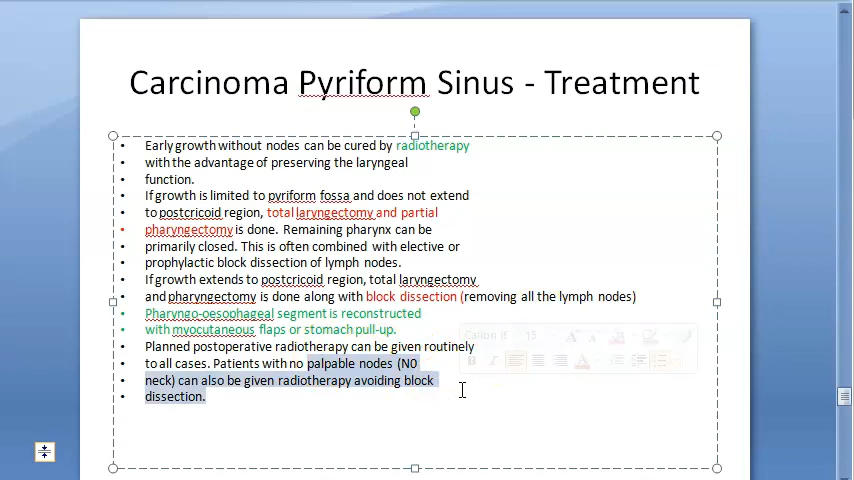 Carcinoma Pyriform Sinus - Treatment
• Early growth without nodes can be cured by radiotherapy
• with the advantage of preserving the laryngeal
• function.
• If growth is limited to pyriform fossa and does not extend
• to postcricoid region, total laryngectomy and partial
• pharyngectomy is done. Remaining pharynx can be
• primarily closed. This is often combined with elective or
• prophylactic block dissection of lymph nodes.
• If growth extends to postcricoid region, total laryngectomy
• and pharyngectomy is done along with block dissection (removing all the lymph nodes)
• Pharyngo-oesophageal segment is reconstructed
• with myocutaneous flaps or stomach pull-up.
• Planned postoperative radiotherapy can be given routinely
• to all cases. Patients with no palpable nodes (N0
• neck) can also be given radiotherapy avoiding block
• dissection.